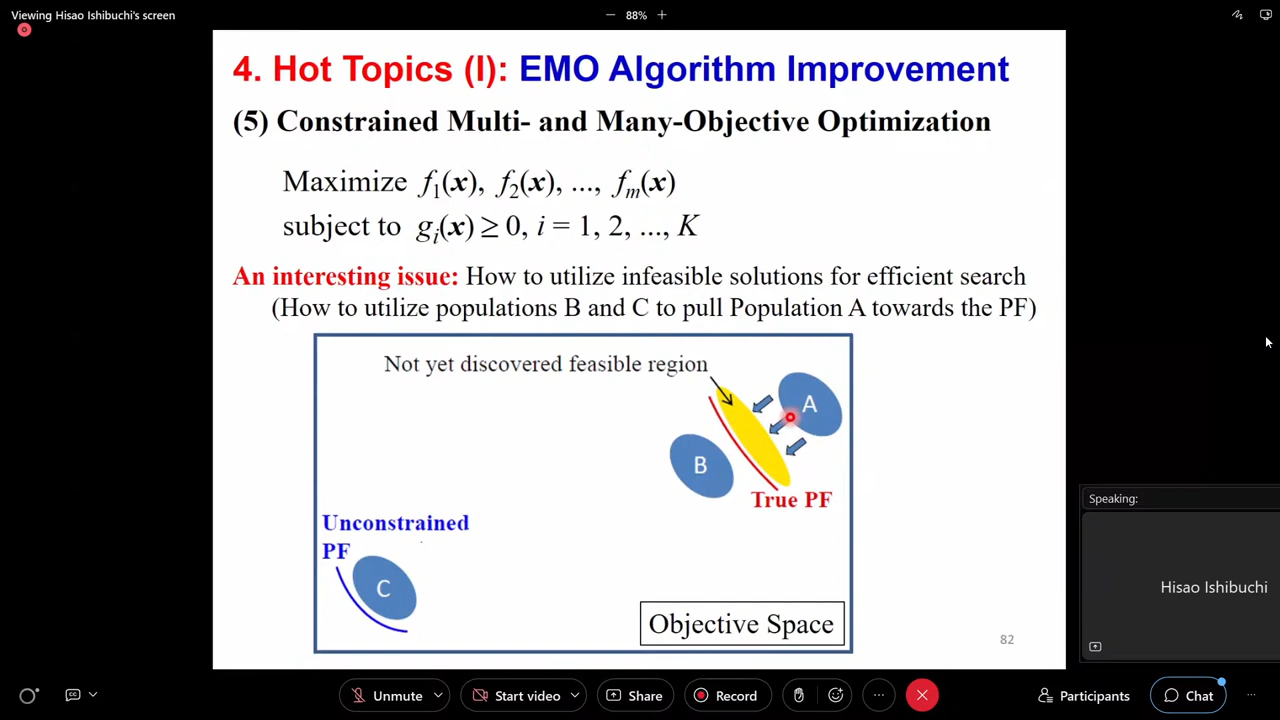 Viewing Hisao Ishibuchi's screen
88%
4. Hot Topics (I): EMO Algorithm Improvement
(5) Constrained Multi- and Many-Objective Optimization
Maximize f₁(x), f₂(x), ..., fₘ(x)
subject to gᵢ(x) ≥ 0, i = 1, 2, ..., K
An interesting issue: How to utilize infeasible solutions for efficient search
(How to utilize populations B and C to pull Population A towards the PF)
Not yet discovered feasible region
A
B
True PF
Unconstrained
PF
C
Objective Space
82
Speaking:
Hisao Ishibuchi
CC
Unmute
Start video
Share
Record
Participants
Chat